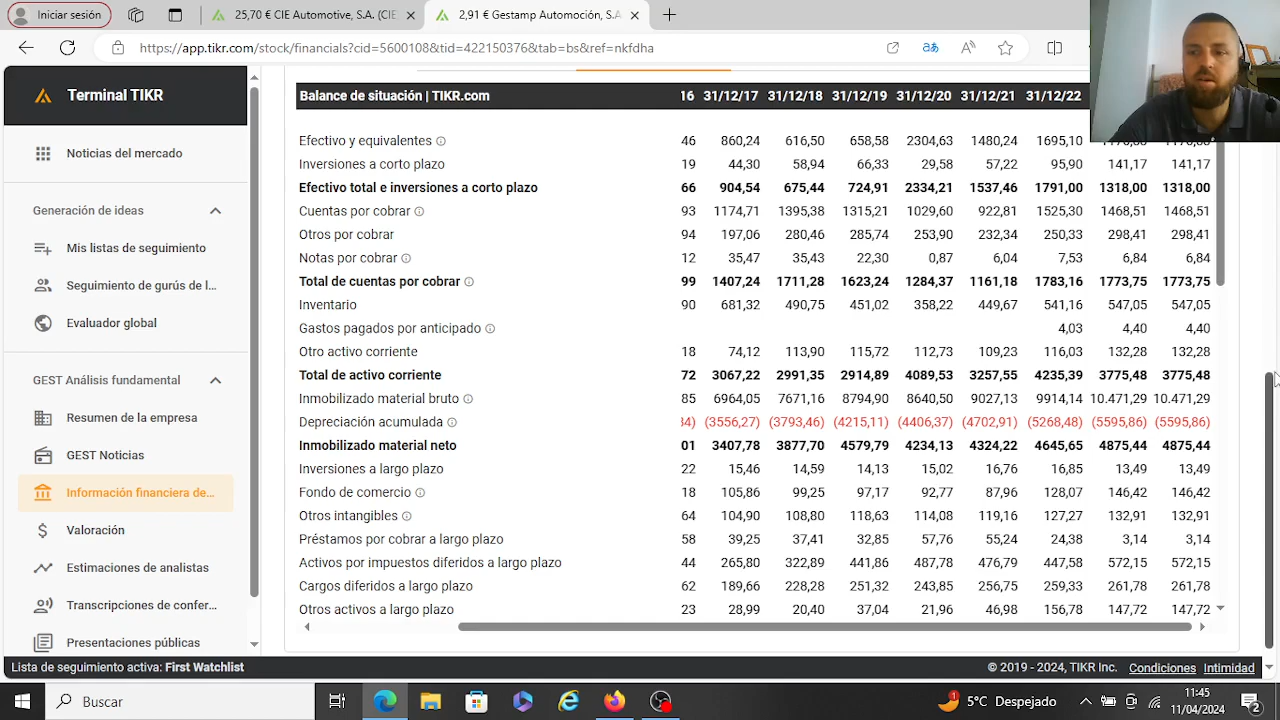 Iniciar sesión
25,70 € CIE Automotive, S.A. (CIE
2,91 € Gestamp Automoción, S.A
https://app.tikr.com/stock/financials?cid=5600108&tid=422150376&tab=bs&ref=nkfdha
Terminal TIKR
Noticias del mercado
Generación de ideas
Mis listas de seguimiento
Seguimiento de gurús de l...
Evaluador global
GEST Análisis fundamental
Resumen de la empresa
GEST Noticias
Información financiera de...
Valoración
Estimaciones de analistas
Transcripciones de confer...
Presentaciones públicas
Balance de situación | TIKR.com 16 31/12/17 31/12/18 31/12/19 31/12/20 31/12/21 31/12/22
Efectivo y equivalentes 46 860,24 616,50 658,58 2304,63 1480,24 1695,10
Inversiones a corto plazo 19 44,30 58,94 66,33 29,58 57,22 95,90 141,17 141,17
Efectivo total e inversiones a corto plazo 66 904,54 675,44 724,91 2334,21 1537,46 1791,00 1318,00 1318,00
Cuentas por cobrar 93 1174,71 1395,38 1315,21 1029,60 922,81 1525,30 1468,51 1468,51
Otros por cobrar 94 197,06 280,46 285,74 253,90 232,34 250,33 298,41 298,41
Notas por cobrar 12 35,47 35,43 22,30 0,87 6,04 7,53 6,84 6,84
Total de cuentas por cobrar 99 1407,24 1711,28 1623,24 1284,37 1161,18 1783,16 1773,75 1773,75
Inventario 90 681,32 490,75 451,02 358,22 449,67 541,16 547,05 547,05
Gastos pagados por anticipado 4,03 4,40 4,40
Otro activo corriente 18 74,12 113,90 115,72 112,73 109,23 116,03 132,28 132,28
Total de activo corriente 72 3067,22 2991,35 2914,89 4089,53 3257,55 4235,39 3775,48 3775,48
Inmobilizado material bruto 85 6964,05 7671,16 8794,90 8640,50 9027,13 9914,14 10.471,29 10.471,29
Depreciación acumulada 34) (3556,27) (3793,46) (4215,11) (4406,37) (4702,91) (5268,48) (5595,86) (5595,86)
Inmobilizado material neto 01 3407,78 3877,70 4579,79 4234,13 4324,22 4645,65 4875,44 4875,44
Inversiones a largo plazo 22 15,46 14,59 14,13 15,02 16,76 16,85 13,49 13,49
Fondo de comercio 18 105,86 99,25 97,17 92,77 87,96 128,07 146,42 146,42
Otros intangibles 64 104,90 108,80 118,63 114,08 119,16 127,27 132,91 132,91
Préstamos por cobrar a largo plazo 58 39,25 37,41 32,85 57,76 55,24 24,38 3,14 3,14
Activos por impuestos diferidos a largo plazo 44 265,80 322,89 441,86 487,78 476,79 447,58 572,15 572,15
Cargos diferidos a largo plazo 62 189,66 228,28 251,32 243,85 256,75 259,33 261,78 261,78
Otros activos a largo plazo 23 28,99 20,40 37,04 21,96 46,98 156,78 147,72 147,72
Lista de seguimiento activa: First Watchlist
© 2019 - 2024, TIKR Inc. Condiciones Intimidad
Buscar
1
5°C Despejado
11:45
11/04/2024
2